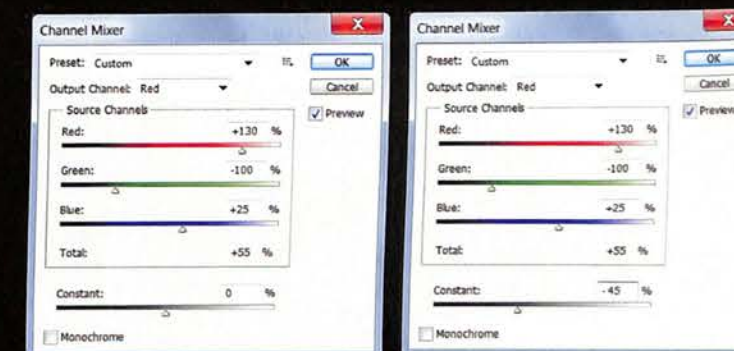 Channel Mixer
Preset: Custom
OK
Output Channel: Red
Cancel
Source Channels
Preview
Red: +130 %
Green: -100 %
Blue: +25 %
Total: +55 %
Constant: 0 %
Monochrome
Channel Mixer
Preset: Custom
OK
Output Channel: Red
Cancel
Source Channels
Preview
Red: +130 %
Green: -100 %
Blue: +25 %
Total: +55 %
Constant: -45 %
Monochrome